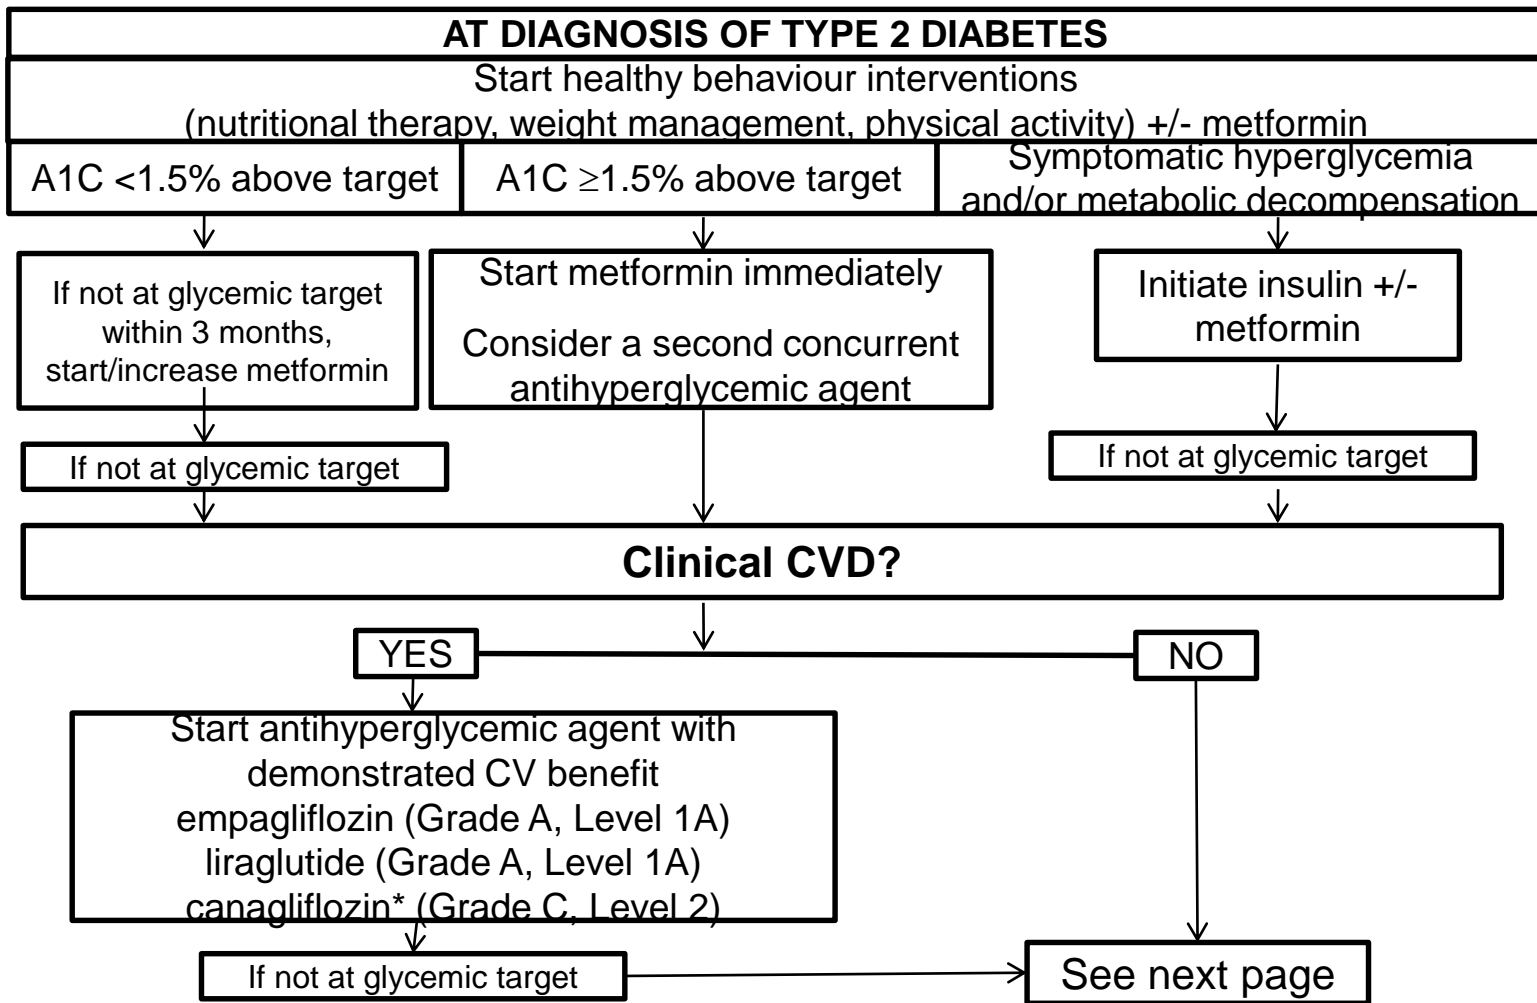 AT DIAGNOSIS OF TYPE 2 DIABETES
Start healthy behaviour interventions
(nutritional therapy, weight management, physical activity) +/- metformin
A1C <1.5% above target
A1C ≥1.5% above target
Symptomatic hyperglycemia
and/or metabolic decompensation
If not at glycemic target
within 3 months,
start/increase metformin
Start metformin immediately
Consider a second concurrent
antihyperglycemic agent
Initiate insulin +/-
metformin
If not at glycemic target
If not at glycemic target
Clinical CVD?
YES
NO
Start antihyperglycemic agent with
demonstrated CV benefit
empagliflozin (Grade A, Level 1A)
liraglutide (Grade A, Level 1A)
canagliflozin* (Grade C, Level 2)
If not at glycemic target
See next page